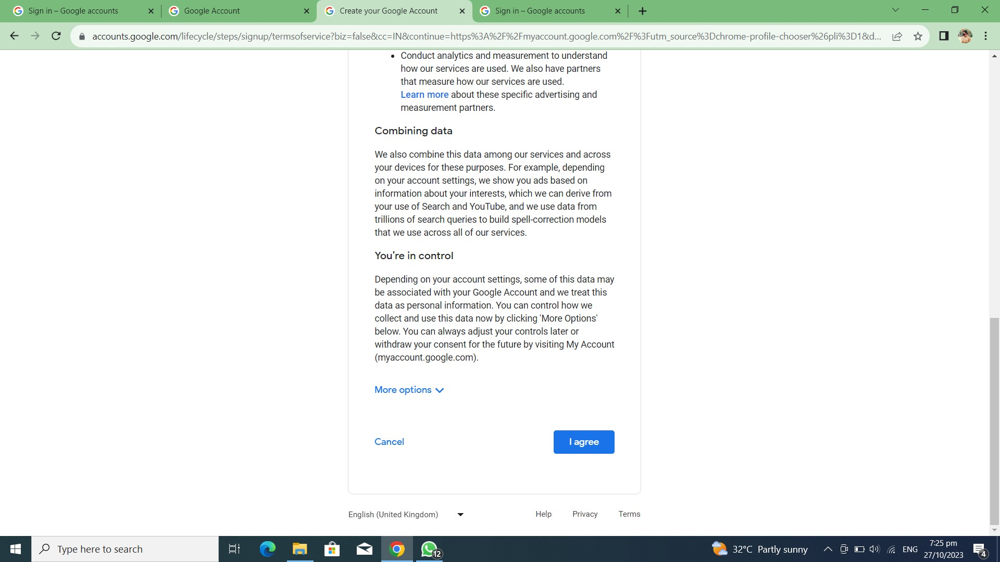 Sign in – Google accounts
Google Account
Create your Google Account
Sign in – Google accounts
accounts.google.com/lifecycle/steps/signup/termsofservice?biz=false&cc=IN&continue=https%3A%2F%2Fmyaccount.google.com%2F%3Futm_source%3Dchrome-profile-chooser%26pli%3D1&d...
Conduct analytics and measurement to understand
how our services are used. We also have partners
that measure how our services are used.
Learn more about these specific advertising and
measurement partners.
Combining data
We also combine this data among our services and across
your devices for these purposes. For example, depending
on your account settings, we show you ads based on
information about your interests, which we can derive from
your use of Search and YouTube, and we use data from
trillions of search queries to build spell-correction models
that we use across all of our services.
You're in control
Depending on your account settings, some of this data may
be associated with your Google Account and we treat this
data as personal information. You can control how we
collect and use this data now by clicking 'More Options'
below. You can always adjust your controls later or
withdraw your consent for the future by visiting My Account
(myaccount.google.com).
More options
Cancel
I agree
English (United Kingdom)
Help
Privacy
Terms
Type here to search
12
32°C Partly sunny
ENG
7:25 pm
27/10/2023
4